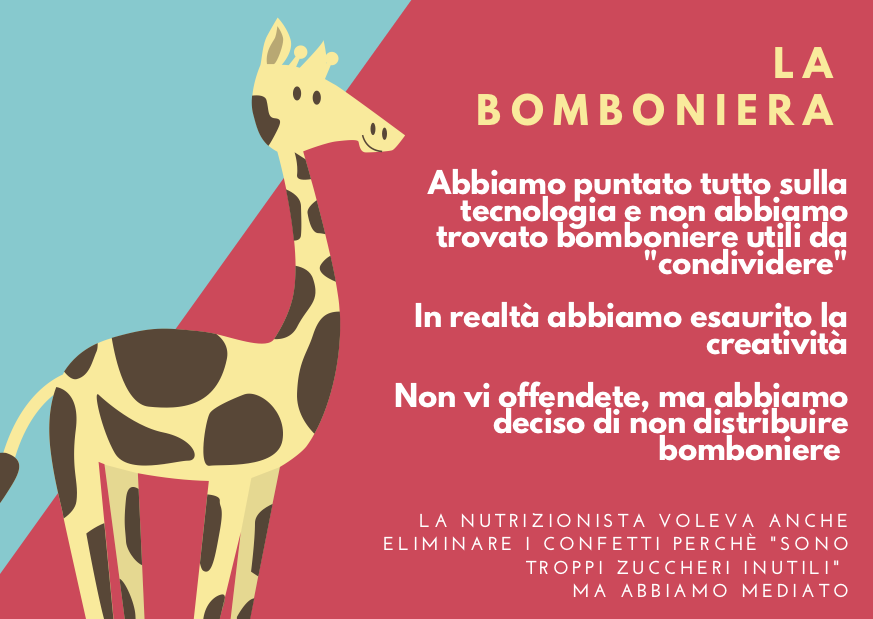 LA
BOMBONIERA
Abbiamo puntato tutto sulla
tecnologia e non abbiamo
trovato bomboniere utili da
"condividere"
In realtà abbiamo esaurito la
creatività
Non vi offendete, ma abbiamo
deciso di non distribuire
bomboniere
LA NUTRIZIONISTA VOLEVA ANCHE
ELIMINARE I CONFETTI PERCHÈ "SONO
TROPPI ZUCCHERI INUTILI"
MA ABBIAMO MEDIATO